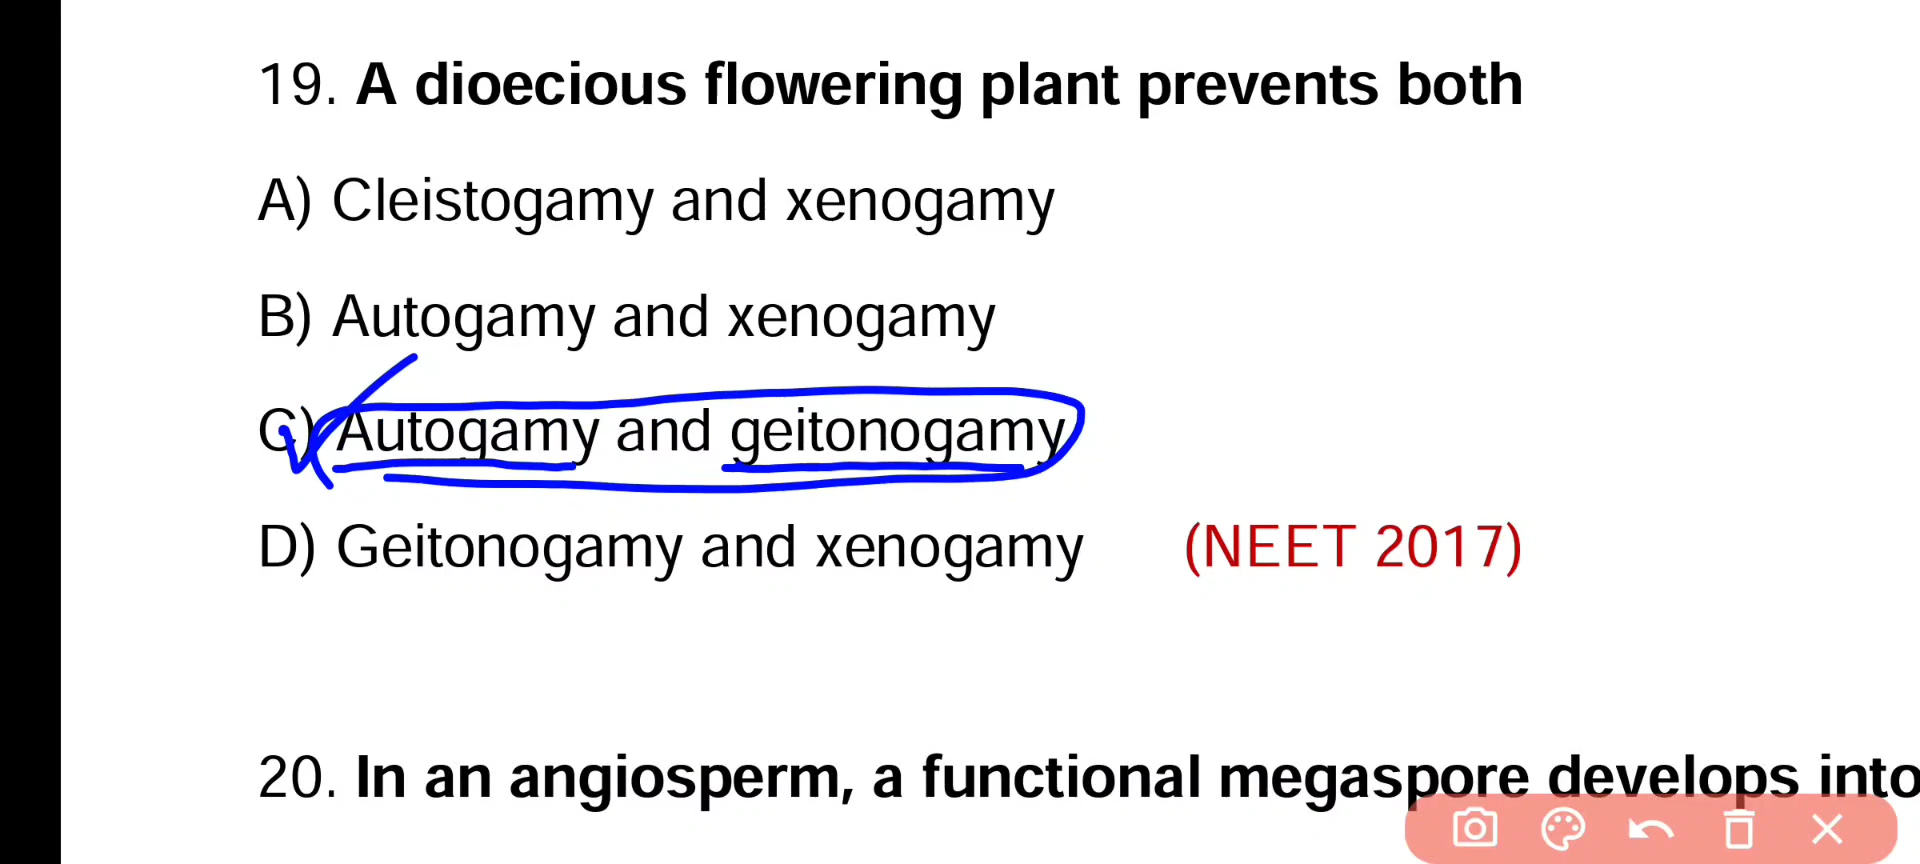 19. A dioecious flowering plant prevents both
A) Cleistogamy and xenogamy
B) Autogamy and xenogamy
C) Autogamy and geitonogamy
D) Geitonogamy and xenogamy (NEET 2017)
20. In an angiosperm, a functional megaspore develops into